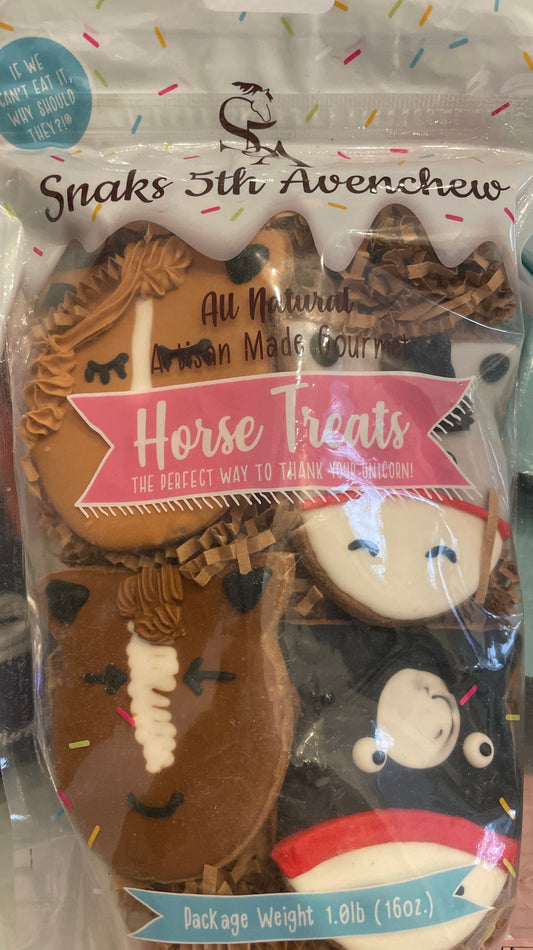 IF WE
CAN'T EAT IT,
WHY SHOULD
THEY?!®
Snaks 5th Avenchew
All Natural
Artisan Made Gourmet
Horse Treats
THE PERFECT WAY TO THANK YOUR UNICORN!
Package Weight 1.0lb (16oz.)